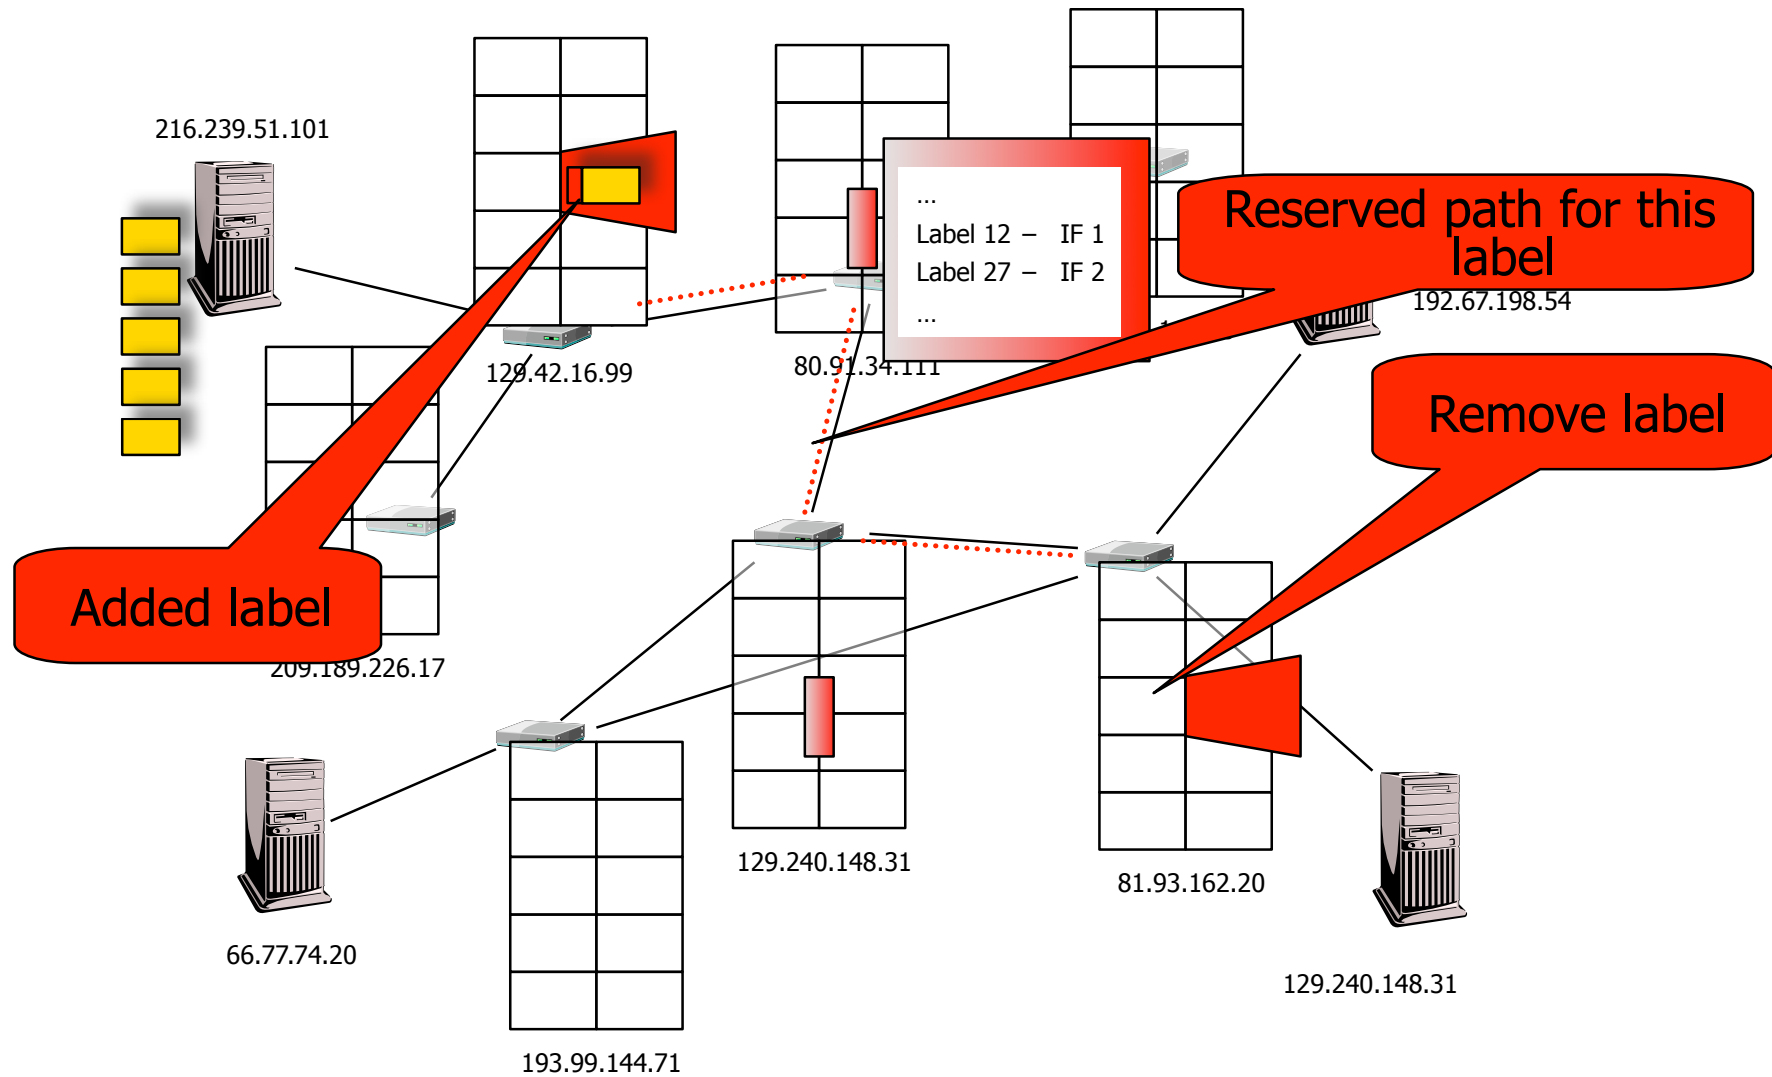 216.239.51.101
…
Label 12 – IF 1
Label 27 – IF 2
…
Reserved path for this
label
192.67.198.54
129.42.16.99
80.91.34.111
Remove label
Added label
209.189.226.17
129.240.148.31
81.93.162.20
66.77.74.20
129.240.148.31
193.99.144.71